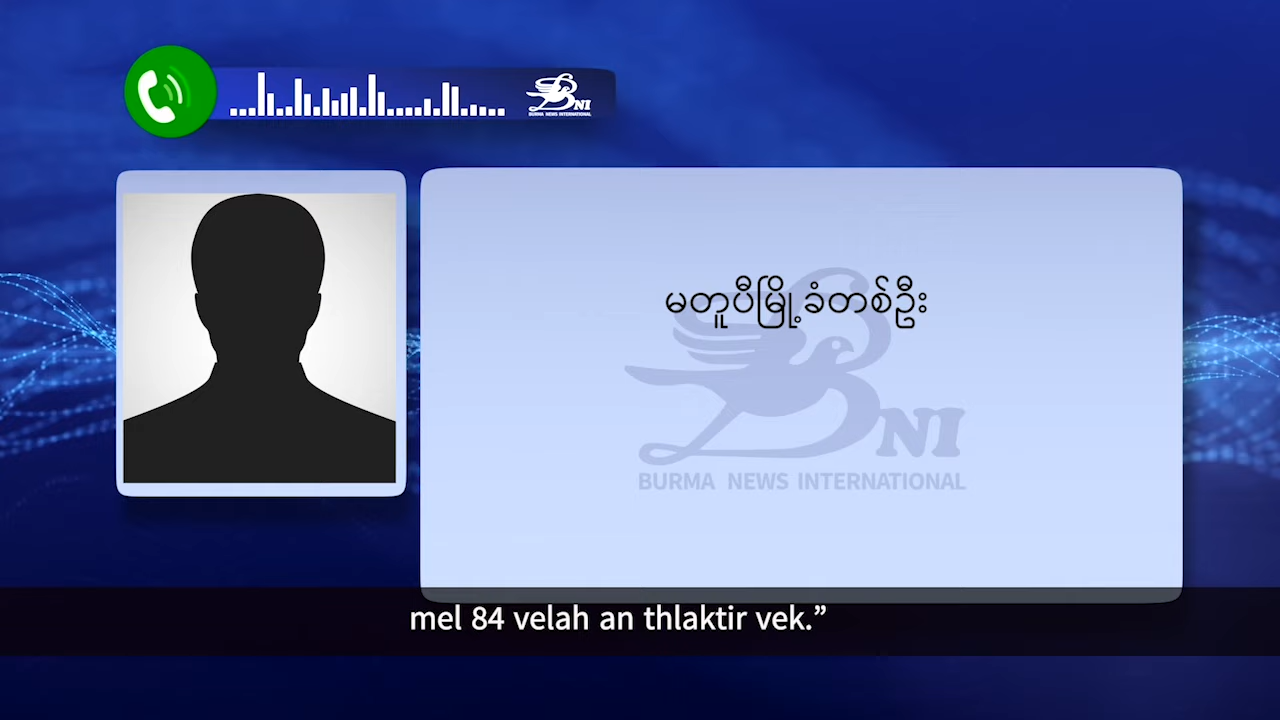 BNI
BURMA NEWS INTERNATIONAL
မတူပီမြို့ခံတစ်ဦး
BNI
BURMA NEWS INTERNATIONAL
mel 84 velah an thlaktir vek.”